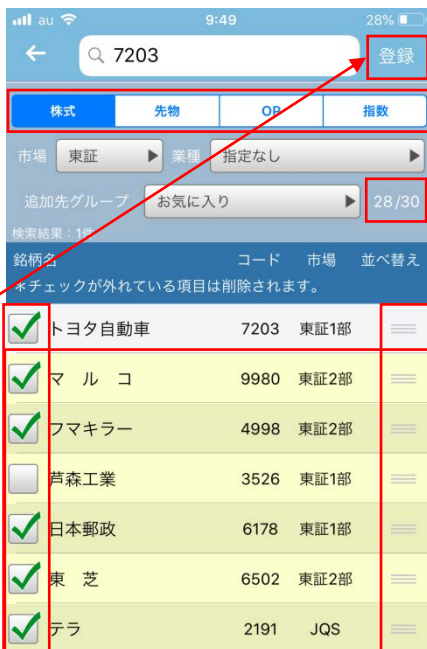 au 9:49 28%
7203 登録
株式 先物 OP 指数
市場 東証 業種 指定なし
追加先グループ お気に入り 28/30
検索結果:1件
銘柄名 コード 市場 並べ替え
*チェックが外れている項目は削除されます。
トヨタ自動車 7203 東証1部
マ ル コ 9980 東証2部
フマキラー 4998 東証2部
芦森工業 3526 東証1部
日本郵政 6178 東証1部
東 芝 6502 東証2部
テラ 2191 JQS